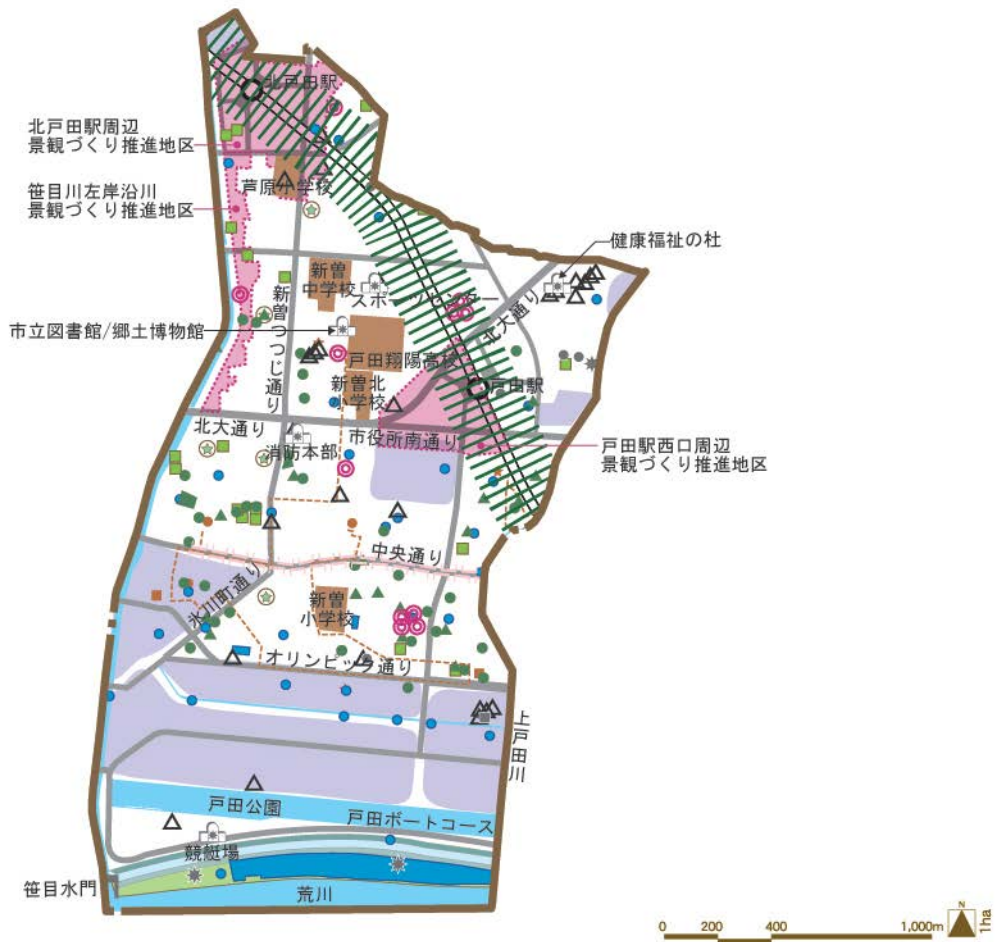 北戸田駅
北戸田駅周辺
景観づくり推進地区
芦原小学校
笹目川左岸沿川
景観づくり推進地区
健康福祉の杜
新曽
中学校
スポーツセンター
北大通り
新曽つつじ通り
市立図書館/郷土博物館
戸田翔陽高校
戸田駅
新曽北
小学校
北大通り
市役所南通り
消防本部
戸田駅西口周辺
景観づくり推進地区
中央通り
氷川町通り
新曽
小学校
オリンピック通り
上戸田川
戸田公園
戸田ボートコース
競艇場
笹目水門
荒川
0
200
400
1,000m
N
1ha